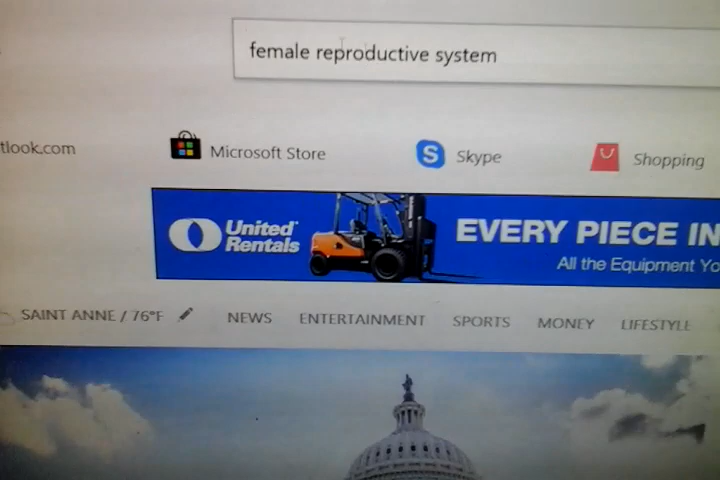 female reproductive system
tlook.com
Microsoft Store
Skype
Shopping
United
Rentals
EVERY PIECE IN
All the Equipment Yo
SAINT ANNE / 76°F
NEWS
ENTERTAINMENT
SPORTS
MONEY
LIFESTYLE